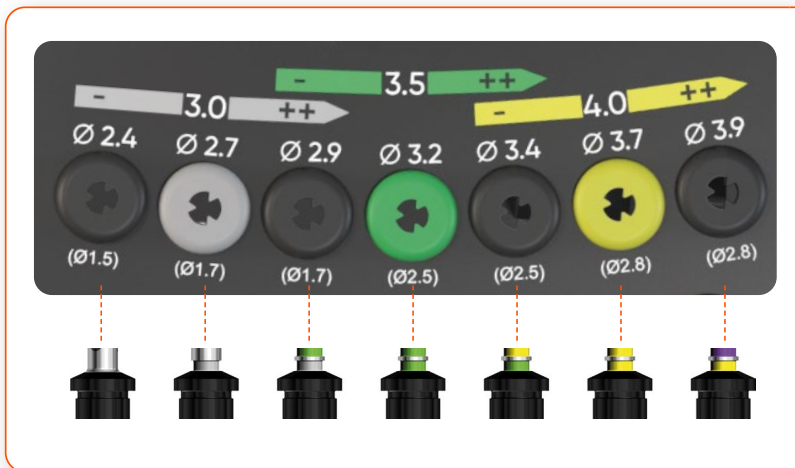 - 3.5 ++
- 3.0 ++
- 4.0 ++
Ø 2.4 Ø 2.7 Ø 2.9 Ø 3.2 Ø 3.4 Ø 3.7 Ø 3.9
(Ø1.5) (Ø1.7) (Ø1.7) (Ø2.5) (Ø2.5) (Ø2.8) (Ø2.8)